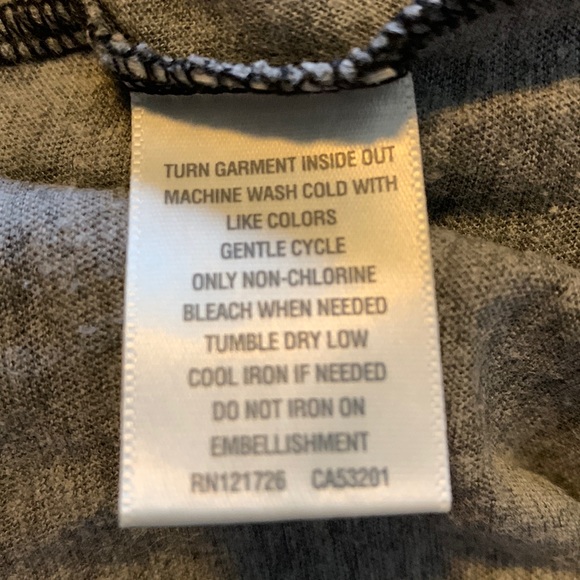 TURN GARMENT INSIDE OUT
MACHINE WASH COLD WITH
LIKE COLORS
GENTLE CYCLE
ONLY NON-CHLORINE
BLEACH WHEN NEEDED
TUMBLE DRY LOW
COOL IRON IF NEEDED
DO NOT IRON ON
EMBELLISHMENT
RN121726 CA53201